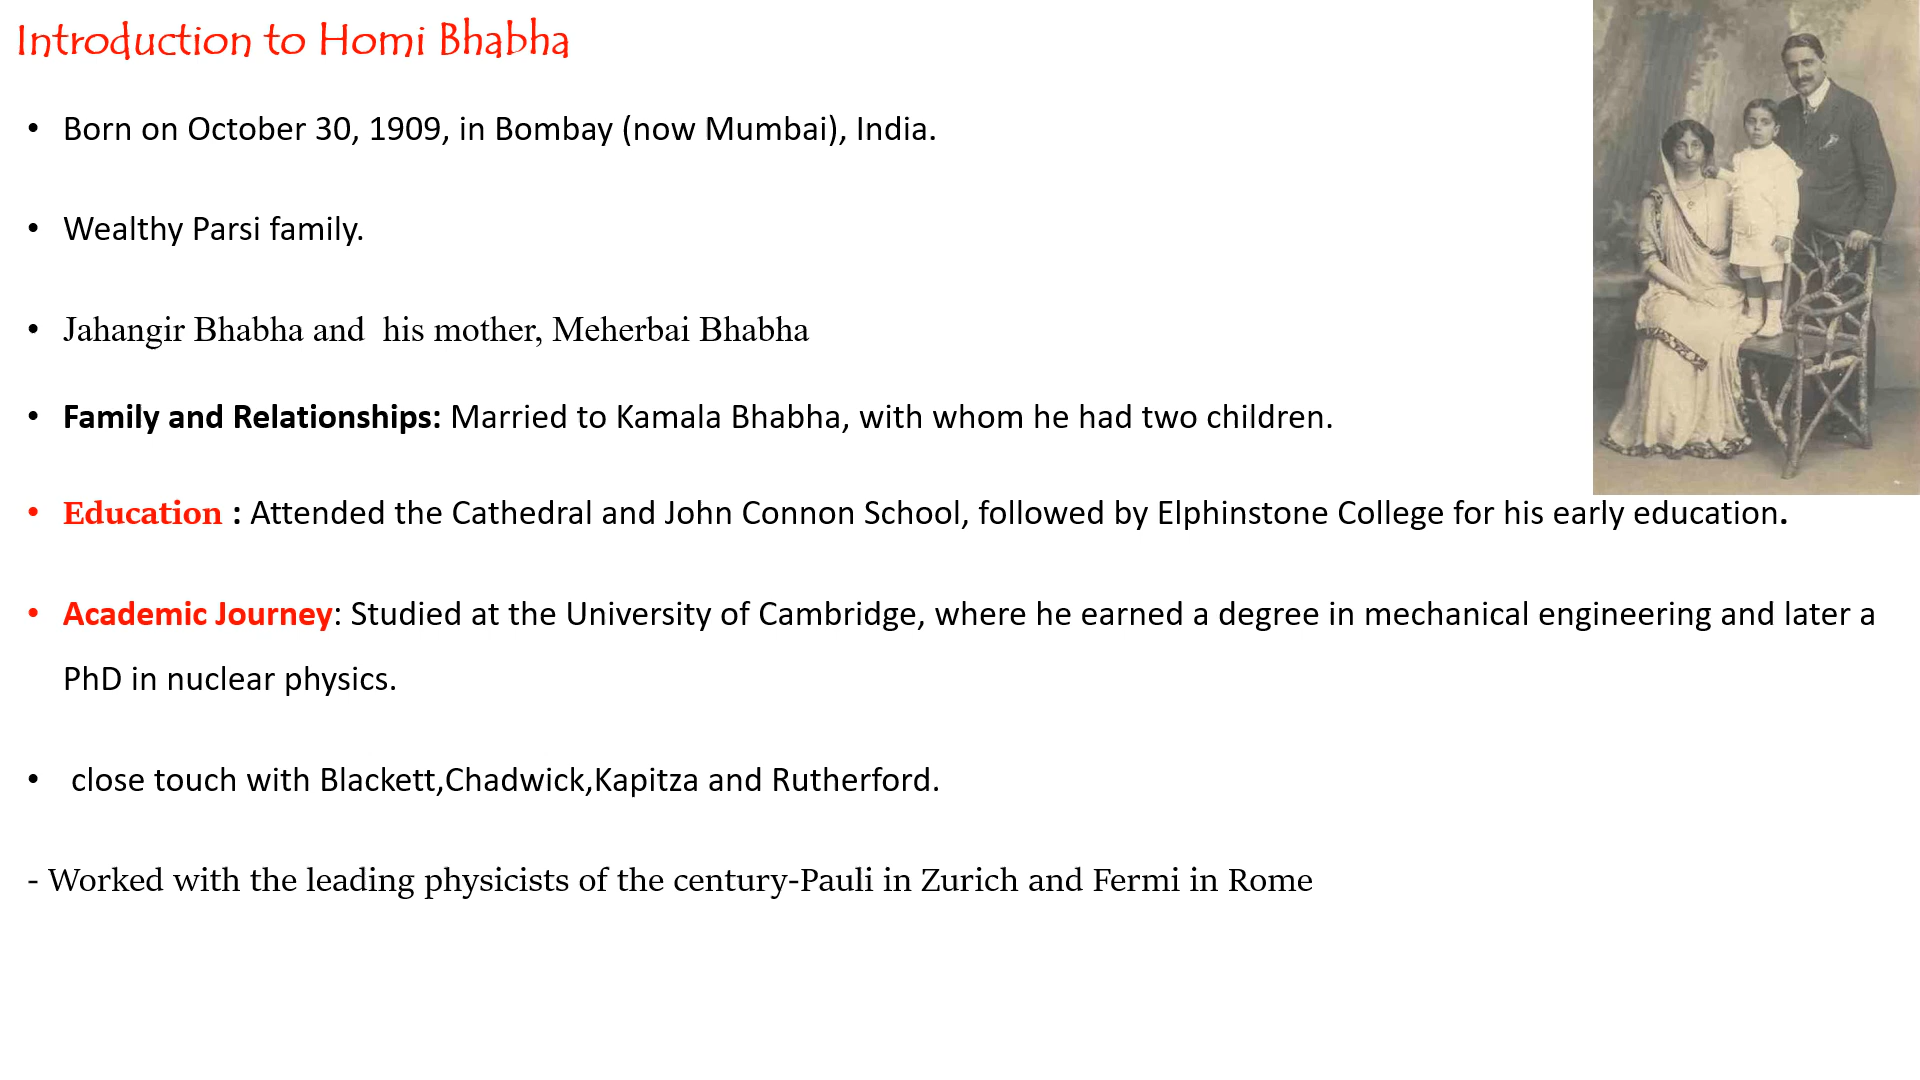 Introduction to Homi Bhabha
• Born on October 30, 1909, in Bombay (now Mumbai), India.
• Wealthy Parsi family.
• Jahangir Bhabha and  his mother, Meherbai Bhabha
• Family and Relationships: Married to Kamala Bhabha, with whom he had two children.
• Education : Attended the Cathedral and John Connon School, followed by Elphinstone College for his early education.
• Academic Journey: Studied at the University of Cambridge, where he earned a degree in mechanical engineering and later a
PhD in nuclear physics.
• close touch with Blackett,Chadwick,Kapitza and Rutherford.
- Worked with the leading physicists of the century-Pauli in Zurich and Fermi in Rome